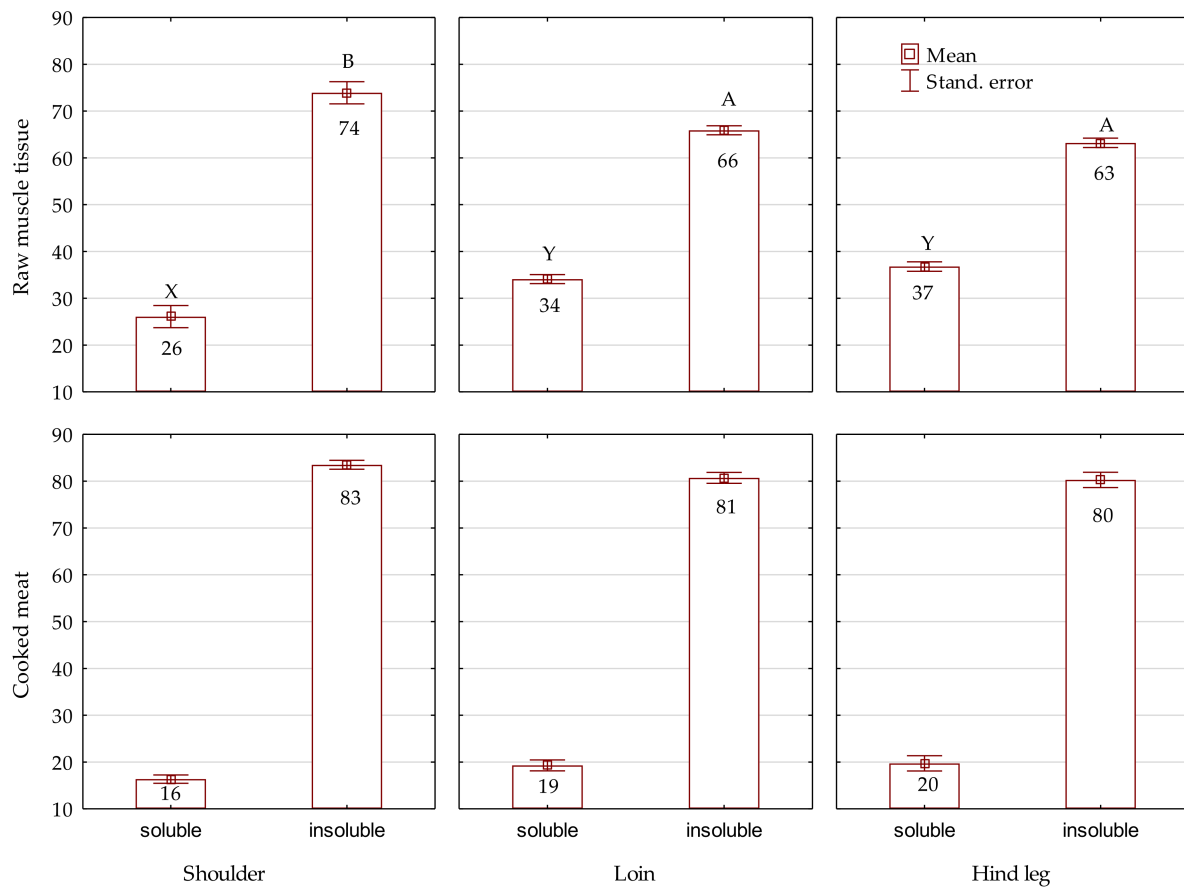 Raw muscle tissue
90
80
70
60
50
40
30
20
10
X
26
B
74
Y
34
A
66
Mean
Stand. error
Y
37
A
63
Cooked meat
90
80
70
60
50
40
30
20
10
16
83
19
81
20
80
soluble insoluble soluble insoluble soluble insoluble
Shoulder Loin Hind leg